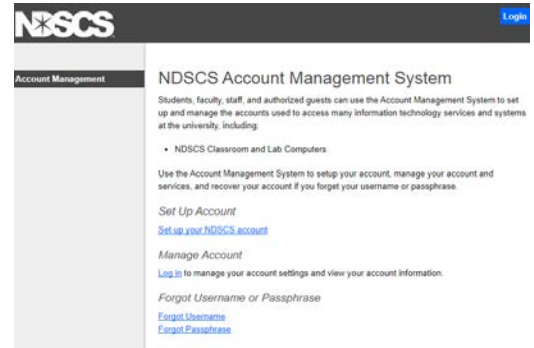 NDSCS
Login
Account Management
NDSCS Account Management System
Students, faculty, staff, and authorized guests can use the Account Management System to set
up and manage the accounts used to access many information technology services and systems
at the university, including:
• NDSCS Classroom and Lab Computers
Use the Account Management System to setup your account, manage your account and
services, and recover your account if you forget your username or passphrase.
Set Up Account
Set up your NDSCS account
Manage Account
Log in to manage your account settings and view your account information.
Forgot Username or Passphrase
Forgot Username
Forgot Passphrase